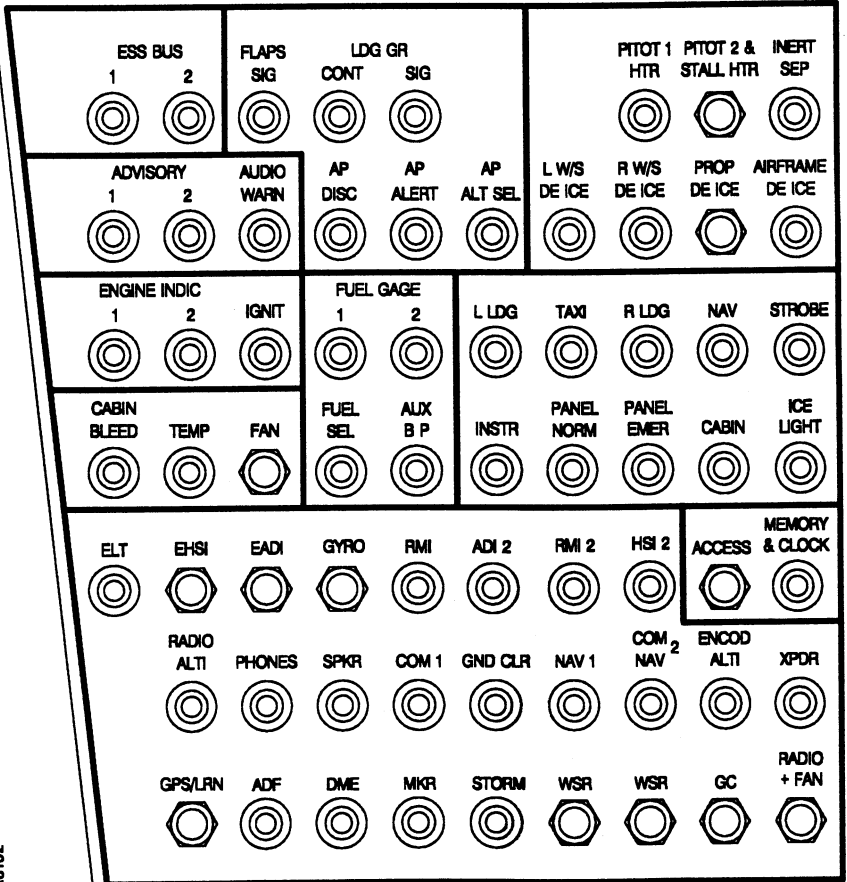 ESS BUS
1 2
FLAPS
SIG
LDG GR
CONT SIG
PITOT 1
HTR
PITOT 2 &
STALL HTR
INERT
SEP
ADVISORY
1 2
AUDIO
WARN
AP
DISC
AP
ALERT
AP
ALT SEL
L W/S
DE ICE
R W/S
DE ICE
PROP
DE ICE
AIRFRAME
DE ICE
ENGINE INDIC
1 2
IGNIT
FUEL GAGE
1 2
L LDG
TAXI
R LDG
NAV
STROBE
CABIN
BLEED
TEMP
FAN
FUEL
SEL
AUX
B P
INSTR
PANEL
NORM
PANEL
EMER
CABIN
ICE
LIGHT
ELT
EHSI
EADI
GYRO
RMI
ADI 2
RMI 2
HSI 2
ACCESS
MEMORY
& CLOCK
RADIO
ALTI
PHONES
SPKR
COM 1
GND CLR
NAV 1
COM 2
NAV
ENCOD
ALTI
XPDR
GPS/LRN
ADF
DME
MKR
STORM
WSR
WSR
GC
RADIO
+ FAN